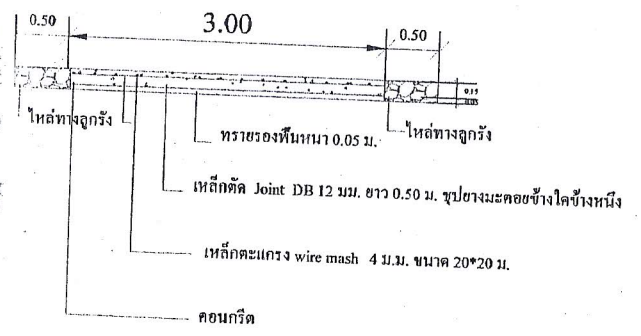 0.50
3.00
0.50
0.15
0.05
ไหล่ทางลูกรัง
ไหล่ทางลูกรัง
ทรายรองพื้นหนา 0.05 ม.
เหล็กตัด Joint DB 12 มม. ยาว 0.50 ม. ชุปยางมะตอยข้างใดข้างหนึ่ง
เหล็กตะแกรง wire mash 4 ม.ม. ขนาด 20*20 ม.
คอนกรีต